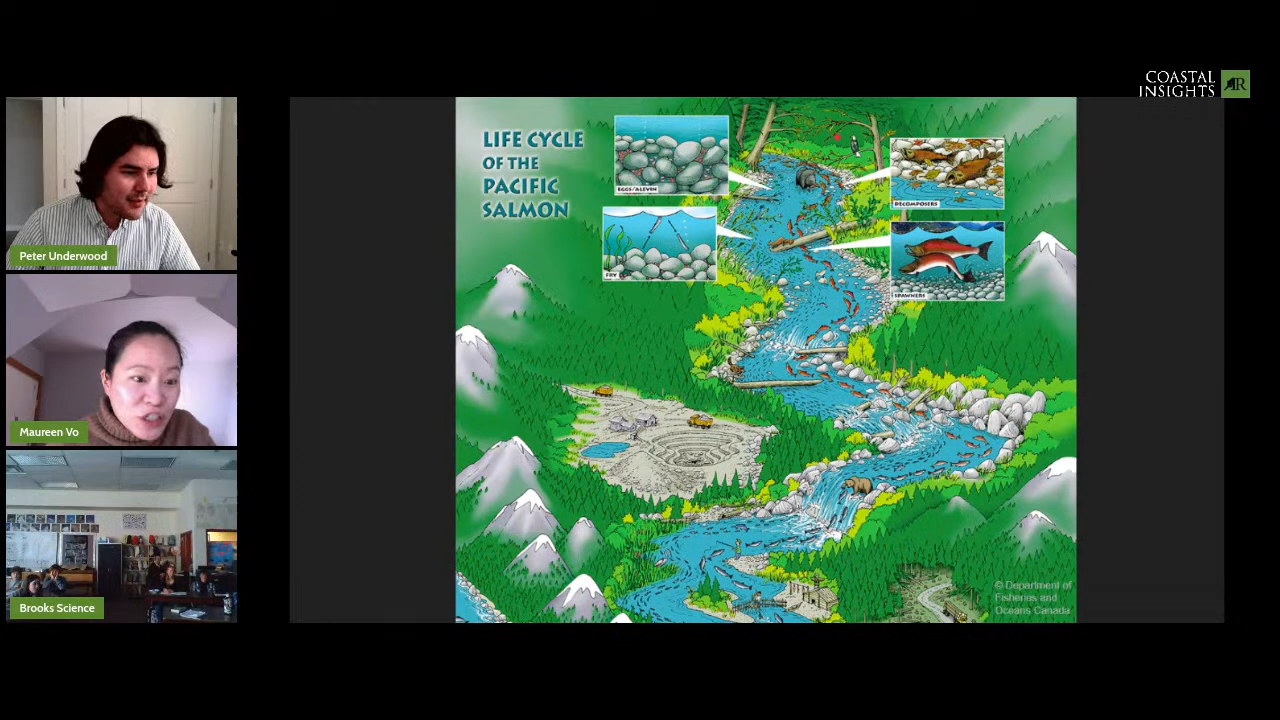 COASTAL
INSIGHTS
Peter Underwood
Maureen Vo
Brooks Science
LIFE CYCLE
OF THE
PACIFIC
SALMON
EGGS/ALEVIN
FRY
DECOMPOSERS
SPAWNERS
© Department of
Fisheries and
Oceans Canada